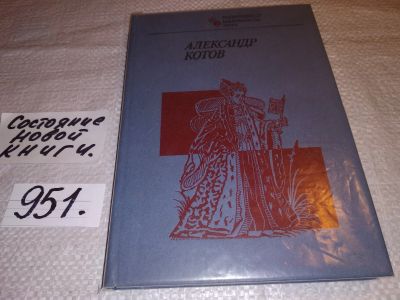 АЛЕКСАНДР
КОТОВ
Состояние
Новой
книги.
951.